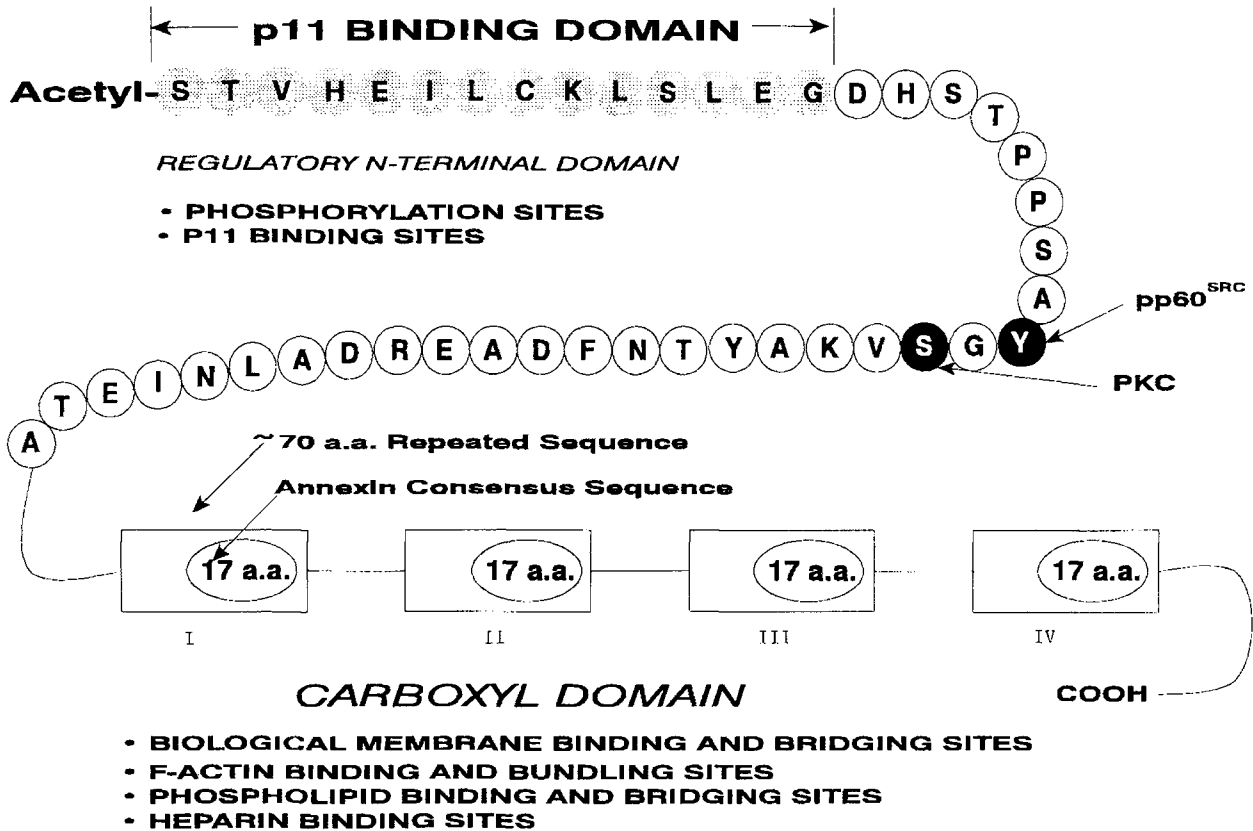 p11 BINDING DOMAIN
Acetyl- S T V H E I L C K L S L E G D H S T P P S A
REGULATORY N-TERMINAL DOMAIN
• PHOSPHORYLATION SITES
• P11 BINDING SITES
pp60SRC
A T E I N L A D R E A D F N T Y A K V S G Y
PKC
~70 a.a. Repeated Sequence
Annexin Consensus Sequence
17 a.a. 17 a.a. 17 a.a. 17 a.a.
I II III IV
CARBOXYL DOMAIN
COOH
• BIOLOGICAL MEMBRANE BINDING AND BRIDGING SITES
• F-ACTIN BINDING AND BUNDLING SITES
• PHOSPHOLIPID BINDING AND BRIDGING SITES
• HEPARIN BINDING SITES